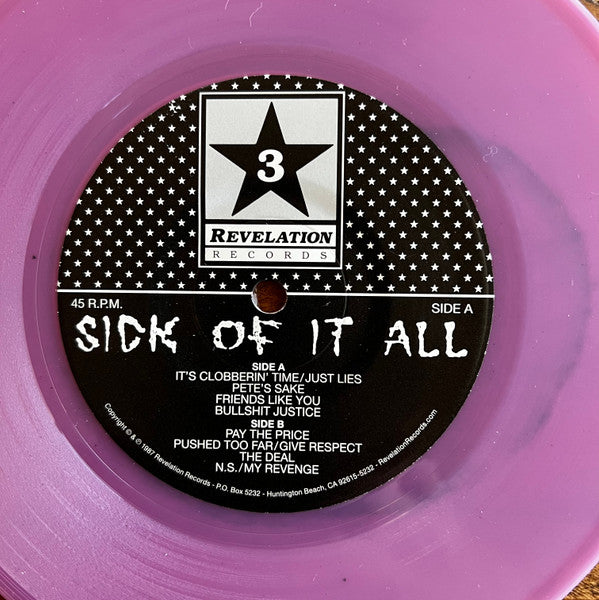 3
REVELATION
RECORDS
45 R.P.M.
SIDE A
SICK OF IT ALL
SIDE A
IT'S CLOBBERIN' TIME/JUST LIES
PETE'S SAKE
FRIENDS LIKE YOU
BULLSHIT JUSTICE
SIDE B
PAY THE PRICE
PUSHED TOO FAR/GIVE RESPECT
THE DEAL
N.S./MY REVENGE
Copyright © & ℗ 1987 Revelation Records - P.O. Box 5232 - Huntington Beach, CA 92615-5232 - RevelationRecords.com